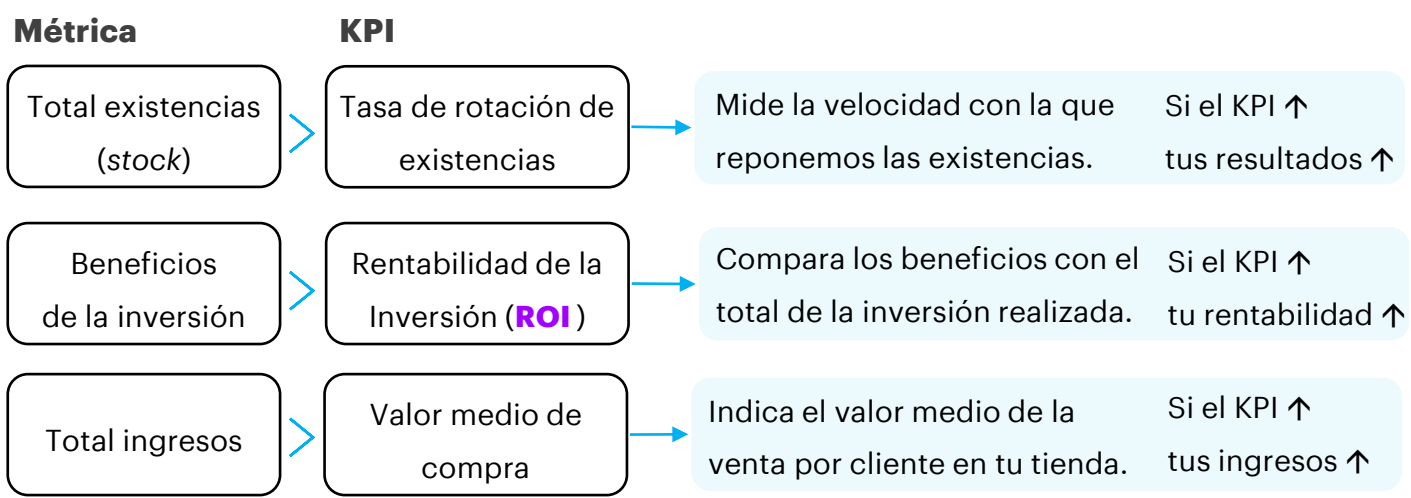 Métrica
KPI
Total existencias
(stock)
Tasa de rotación de
existencias
Mide la velocidad con la que
reponemos las existencias.
Si el KPI ↑
tus resultados ↑
Beneficios
de la inversión
Rentabilidad de la
Inversión (ROI )
Compara los beneficios con el
total de la inversión realizada.
Si el KPI ↑
tu rentabilidad ↑
Total ingresos
Valor medio de
compra
Indica el valor medio de la
venta por cliente en tu tienda.
Si el KPI ↑
tus ingresos ↑